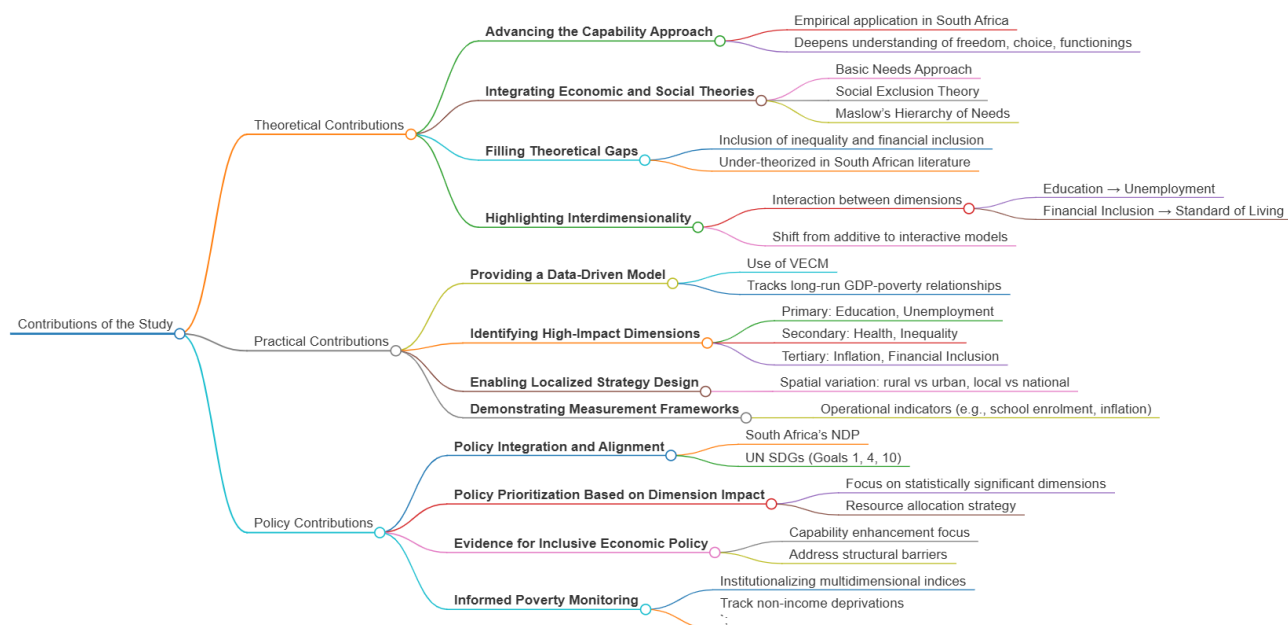 Contributions of the Study
Theoretical Contributions
Advancing the Capability Approach
Empirical application in South Africa
Deepens understanding of freedom, choice, functionings
Integrating Economic and Social Theories
Basic Needs Approach
Social Exclusion Theory
Maslow's Hierarchy of Needs
Filling Theoretical Gaps
Inclusion of inequality and financial inclusion
Under-theorized in South African literature
Highlighting Interdimensionality
Interaction between dimensions
Education → Unemployment
Financial Inclusion → Standard of Living
Shift from additive to interactive models
Practical Contributions
Providing a Data-Driven Model
Use of VECM
Tracks long-run GDP-poverty relationships
Identifying High-Impact Dimensions
Primary: Education, Unemployment
Secondary: Health, Inequality
Tertiary: Inflation, Financial Inclusion
Enabling Localized Strategy Design
Spatial variation: rural vs urban, local vs national
Demonstrating Measurement Frameworks
Operational indicators (e.g., school enrolment, inflation)
Policy Contributions
Policy Integration and Alignment
South Africa's NDP
UN SDGs (Goals 1, 4, 10)
Policy Prioritization Based on Dimension Impact
Focus on statistically significant dimensions
Resource allocation strategy
Evidence for Inclusive Economic Policy
Capability enhancement focus
Address structural barriers
Informed Poverty Monitoring
Institutionalizing multidimensional indices
Track non-income deprivations